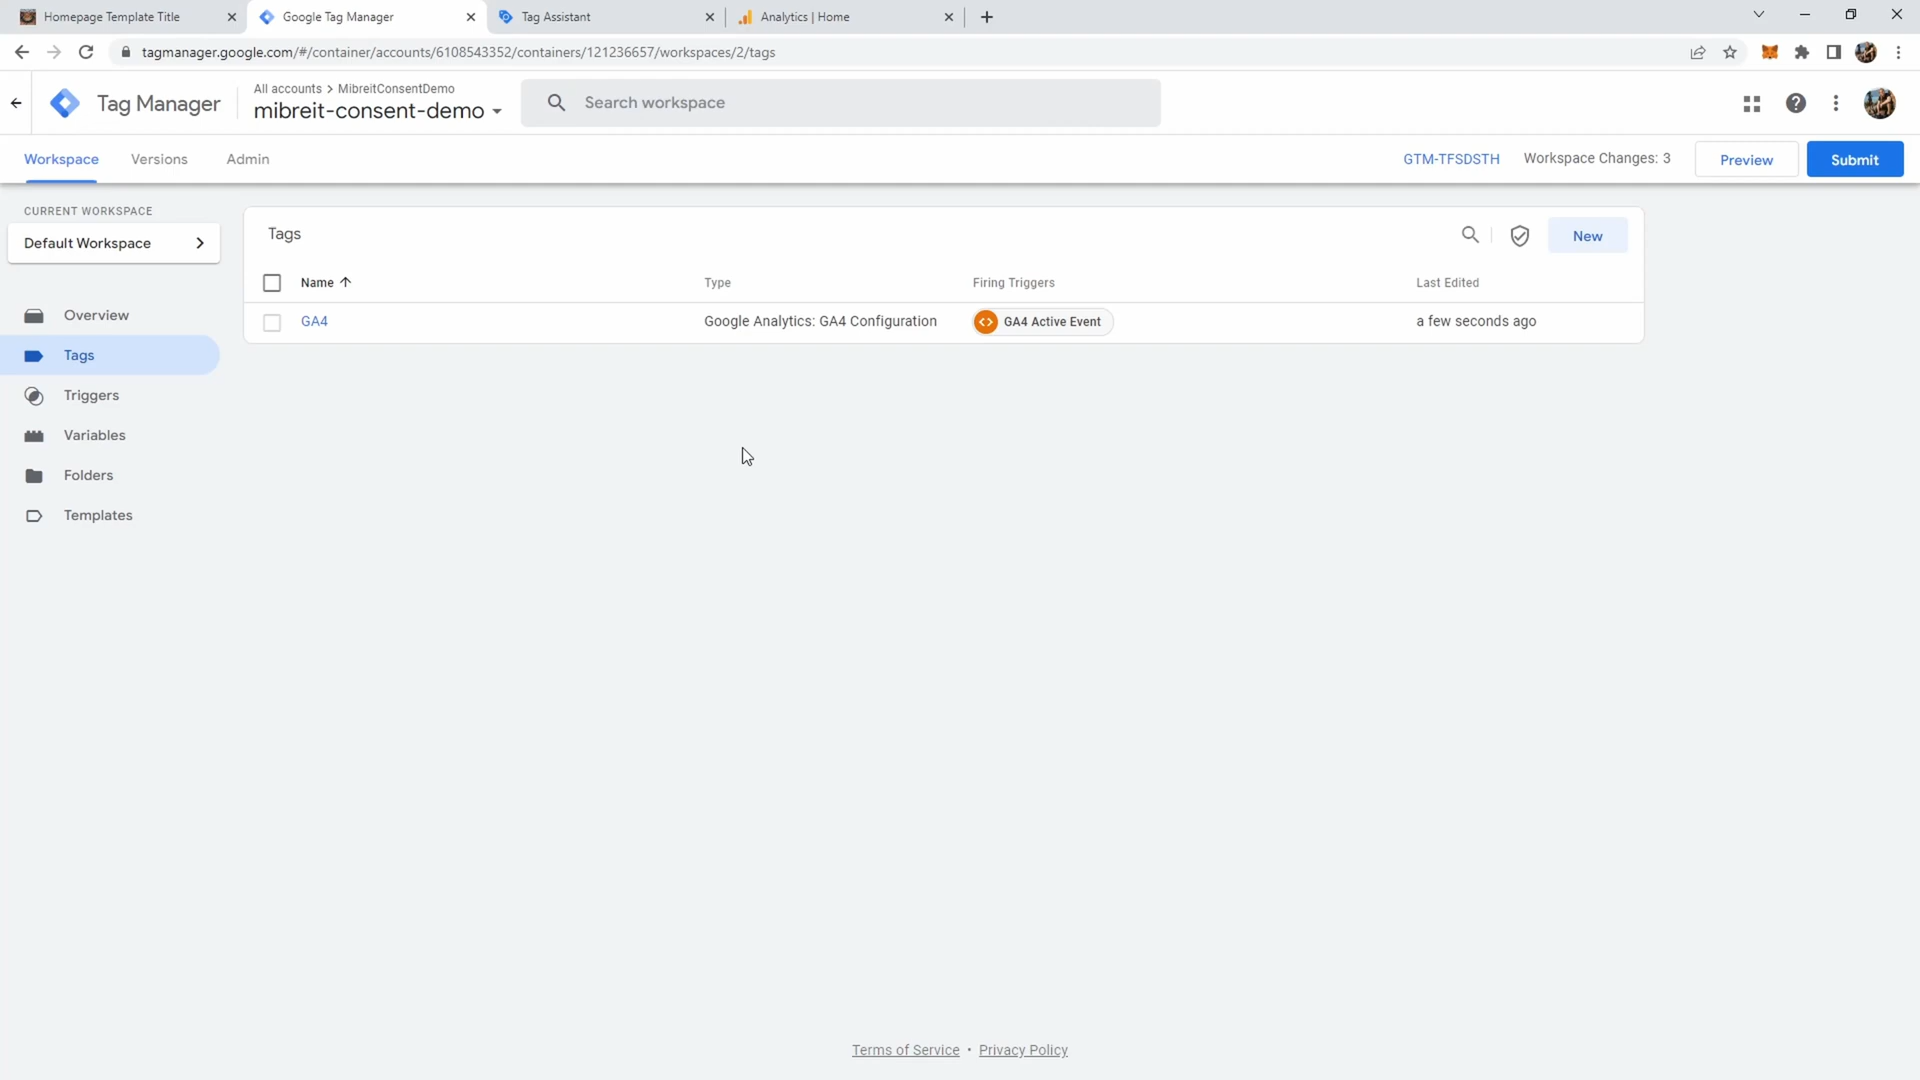 Homepage Template Title
Google Tag Manager
Tag Assistant
Analytics | Home
tagmanager.google.com/#/container/accounts/6108543352/containers/121236657/workspaces/2/tags
Tag Manager
All accounts > MibreitConsentDemo
mibreit-consent-demo
Search workspace
Workspace
Versions
Admin
GTM-TFSDSTH
Workspace Changes: 3
Preview
Submit
CURRENT WORKSPACE
Default Workspace
Overview
Tags
Triggers
Variables
Folders
Templates
Tags
New
Name
Type
Firing Triggers
Last Edited
GA4
Google Analytics: GA4 Configuration
GA4 Active Event
a few seconds ago
Terms of Service • Privacy Policy